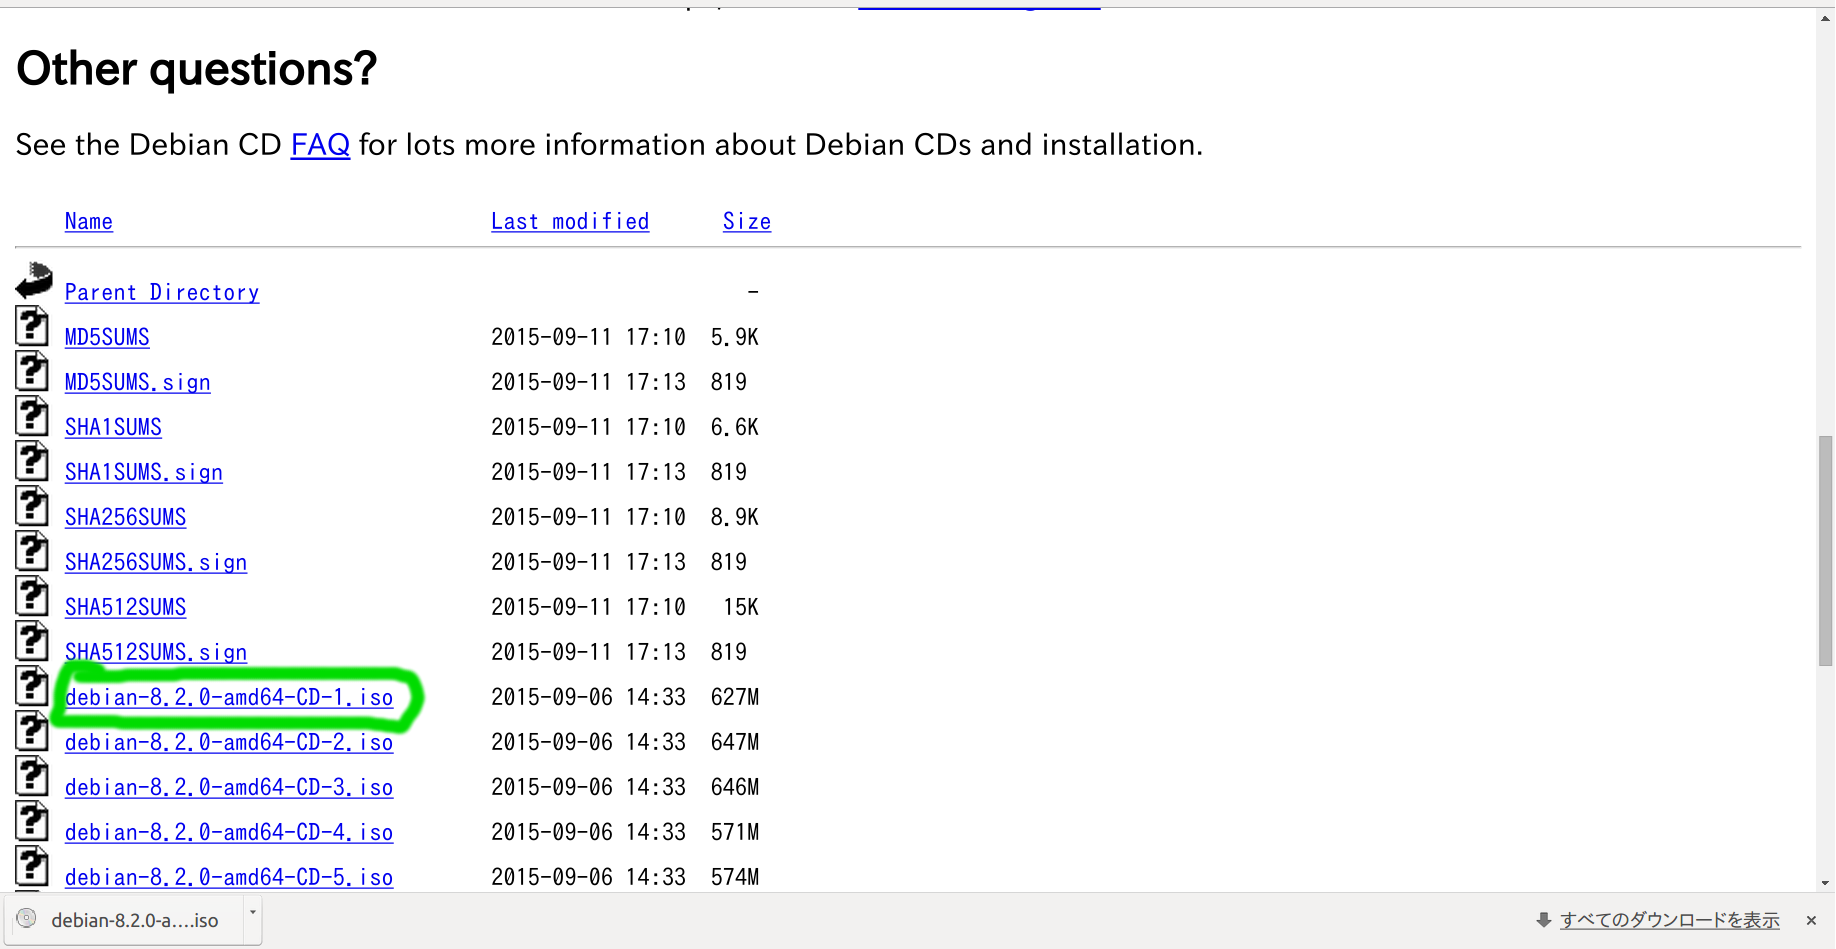 Other questions?
See the Debian CD FAQ for lots more information about Debian CDs and installation.
Name Last modified Size
Parent Directory -
MD5SUMS 2015-09-11 17:10 5.9K
MD5SUMS.sign 2015-09-11 17:13 819
SHA1SUMS 2015-09-11 17:10 6.6K
SHA1SUMS.sign 2015-09-11 17:13 819
SHA256SUMS 2015-09-11 17:10 8.9K
SHA256SUMS.sign 2015-09-11 17:13 819
SHA512SUMS 2015-09-11 17:10 15K
SHA512SUMS.sign 2015-09-11 17:13 819
debian-8.2.0-amd64-CD-1.iso 2015-09-06 14:33 627M
debian-8.2.0-amd64-CD-2.iso 2015-09-06 14:33 647M
debian-8.2.0-amd64-CD-3.iso 2015-09-06 14:33 646M
debian-8.2.0-amd64-CD-4.iso 2015-09-06 14:33 571M
debian-8.2.0-amd64-CD-5.iso 2015-09-06 14:33 574M
debian-8.2.0-a....iso すべてのダウンロードを表示